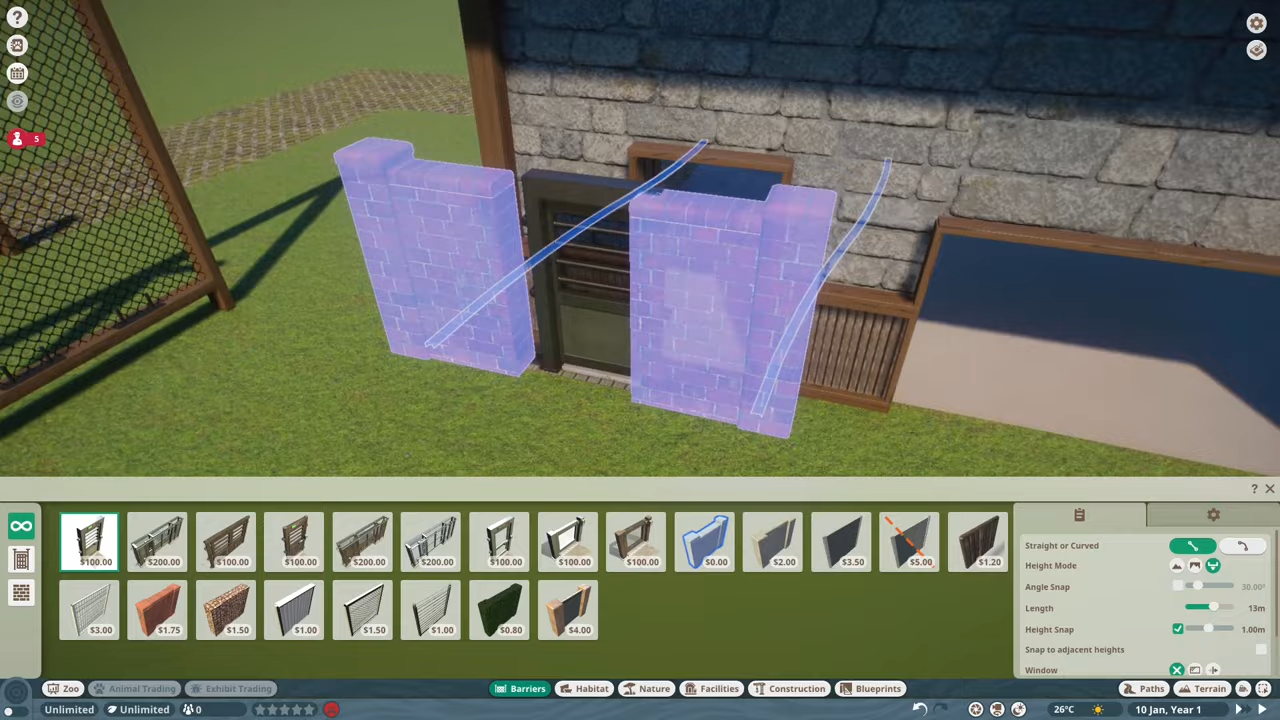 ?
5
? ×
$100.00 $200.00 $100.00 $100.00 $200.00 $200.00 $100.00 $100.00 $100.00 $0.00 $2.00 $3.50 $5.00 $1.20
$3.00 $1.75 $1.50 $1.00 $1.50 $1.00 $0.80 $4.00
Straight or Curved
Height Mode
Angle Snap 30.00°
Length 13m
Height Snap 1.00m
Snap to adjacent heights
Window
Zoo Animal Trading Exhibit Trading Barriers Habitat Nature Facilities Construction Blueprints Paths Terrain
Unlimited Unlimited 0 26°C 10 Jan, Year 1